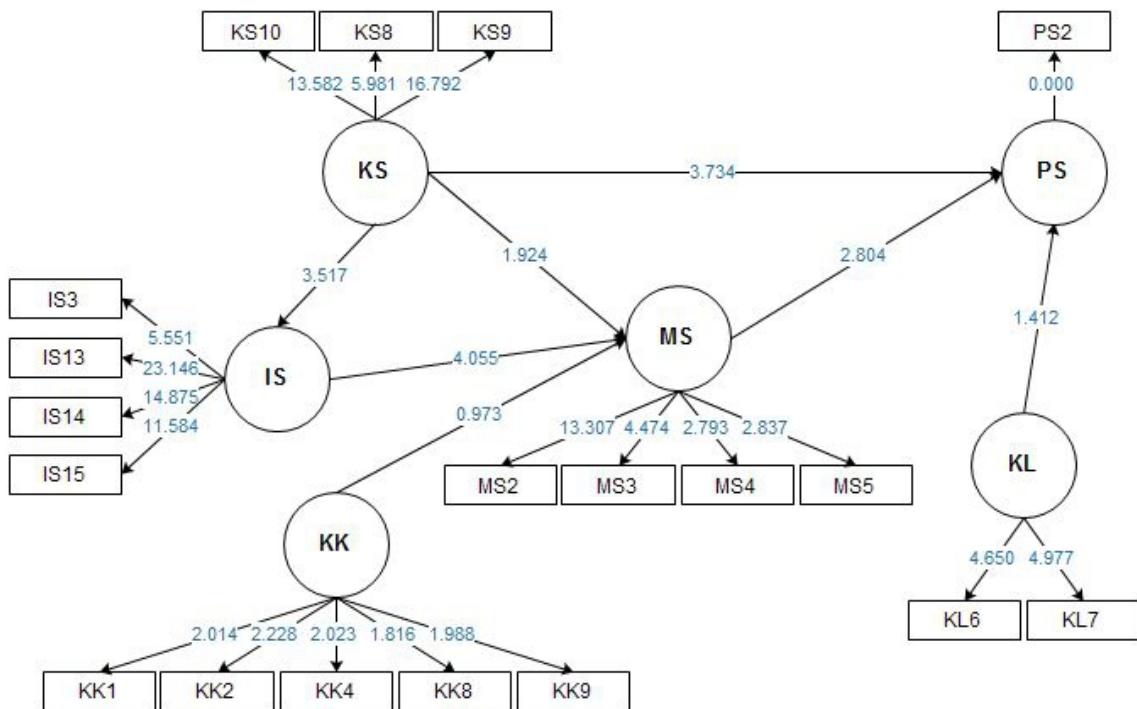 KS10 KS8 KS9 PS2
13.582 5.981 16.792 0.000
KS PS
3.734
1.924 2.804
3.517
IS3
5.551
MS
1.412
IS13
23.146
IS
4.055
14.875
IS14
11.584
0.973
IS15
13.307 4.474 2.793 2.837
KL
MS2 MS3 MS4 MS5
KK
4.650 4.977
KL6 KL7
2.014 2.228 2.023 1.816 1.988
KK1 KK2 KK4 KK8 KK9